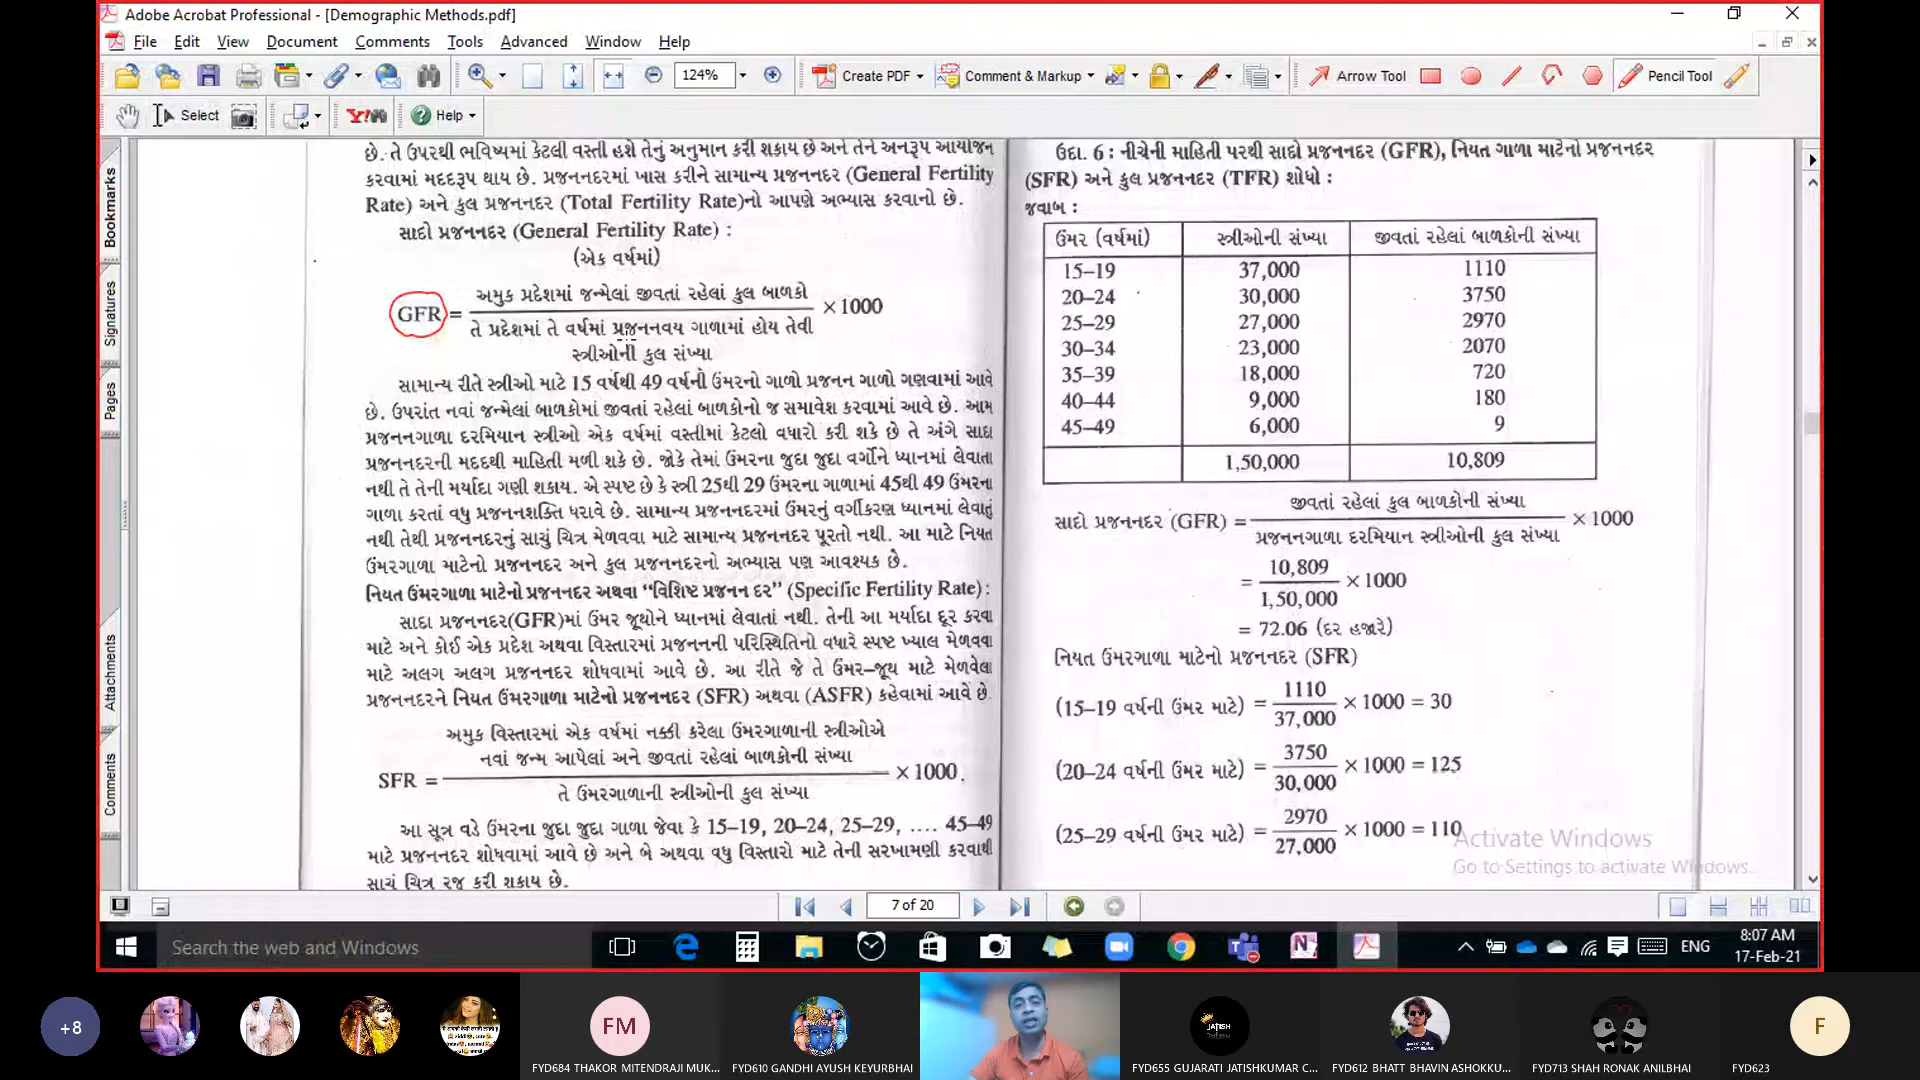 Adobe Acrobat Professional - [Demographic Methods.pdf]
File Edit View Document Comments Tools Advanced Window Help
124% Create PDF Comment & Markup Arrow Tool Pencil Tool
Select Y! Help
Bookmarks
Signatures
Pages
Attachments
Comments
છે. તે ઉપરથી ભવિષ્યમાં કેટલી વસ્તી હશે તેનું અનુમાન કરી શકાય છે અને તેને અનુરૂપ આયોજન
કરવામાં મદદરૂપ થાય છે. પ્રજનનદરમાં ખાસ કરીને સામાન્ય પ્રજનનદર (General Fertility
Rate) અને કુલ પ્રજનનદર (Total Fertility Rate)નો આપણે અભ્યાસ કરવાનો છે.
સાદો પ્રજનનદર (General Fertility Rate) :
(એક વર્ષમાં)
GFR = અમુક પ્રદેશમાં જન્મેલાં જીવતાં રહેલાં કુલ બાળકો × 1000
તે પ્રદેશમાં તે વર્ષમાં પ્રજનનવય ગાળામાં હોય તેવી
સ્ત્રીઓની કુલ સંખ્યા
સામાન્ય રીતે સ્ત્રીઓ માટે 15 વર્ષથી 49 વર્ષની ઉંમરનો ગાળો પ્રજનન ગાળો ગણવામાં આવે
છે. ઉપરાંત નવાં જન્મેલાં બાળકોમાં જીવતાં રહેલાં બાળકોનો જ સમાવેશ કરવામાં આવે છે. આમ
પ્રજનનગાળા દરમિયાન સ્ત્રીઓ એક વર્ષમાં વસ્તીમાં કેટલો વધારો કરી શકે છે તે અંગે સાદા
પ્રજનનદરની મદદથી માહિતી મળી શકે છે. જોકે તેમાં ઉંમરના જુદા જુદા વર્ગોને ધ્યાનમાં લેવાતા
નથી તે તેની મર્યાદા ગણી શકાય. એ સ્પષ્ટ છે કે સ્ત્રી 25થી 29 ઉંમરના ગાળામાં 45થી 49 ઉંમરના
ગાળા કરતાં વધુ પ્રજનનશક્તિ ધરાવે છે. સામાન્ય પ્રજનનદરમાં ઉંમરનું વર્ગીકરણ ધ્યાનમાં લેવાતું
નથી તેથી પ્રજનનદરનું સાચું ચિત્ર મેળવવા માટે સામાન્ય પ્રજનનદર પૂરતો નથી. આ માટે નિયત
ઉંમરગાળા માટેનો પ્રજનનદર અને કુલ પ્રજનનદરનો અભ્યાસ પણ આવશ્યક છે.
નિયત ઉંમરગાળા માટેનો પ્રજનનદર અથવા “વિશિષ્ટ પ્રજનન દર” (Specific Fertility Rate) :
સાદા પ્રજનનદર(GFR)માં ઉંમર જૂથોને ધ્યાનમાં લેવાતાં નથી. તેની આ મર્યાદા દૂર કરવા
માટે અને કોઈ એક પ્રદેશ અથવા વિસ્તારમાં પ્રજનનની પરિસ્થિતિનો વધારે સ્પષ્ટ ખ્યાલ મેળવવા
માટે અલગ અલગ પ્રજનનદર શોધવામાં આવે છે. આ રીતે જે તે ઉંમર–જૂથ માટે મેળવેલા
પ્રજનનદરને નિયત ઉંમરગાળા માટેનો પ્રજનનદર (SFR) અથવા (ASFR) કહેવામાં આવે છે.
અમુક વિસ્તારમાં એક વર્ષમાં નક્કી કરેલા ઉંમરગાળાની સ્ત્રીઓએ
નવાં જન્મ આપેલાં અને જીવતાં રહેલાં બાળકોની સંખ્યા
SFR = × 1000.
તે ઉંમરગાળાની સ્ત્રીઓની કુલ સંખ્યા
આ સૂત્ર વડે ઉંમરના જુદા જુદા ગાળા જેવા કે 15–19, 20–24, 25–29, .... 45–49
માટે પ્રજનનદર શોધવામાં આવે છે અને બે અથવા વધુ વિસ્તારો માટે તેની સરખામણી કરવાથી
સાચું ચિત્ર રજૂ કરી શકાય છે.
ઉદા. 6 : નીચેની માહિતી પરથી સાદો પ્રજનનદર (GFR), નિયત ગાળા માટેનો પ્રજનનદર
(SFR) અને કુલ પ્રજનનદર (TFR) શોધો :
જવાબ :
ઉંમર (વર્ષમાં) સ્ત્રીઓની સંખ્યા જીવતાં રહેલાં બાળકોની સંખ્યા
15–19 37,000 1110
20–24 30,000 3750
25–29 27,000 2970
30–34 23,000 2070
35–39 18,000 720
40–44 9,000 180
45–49 6,000 9
1,50,000 10,809
જીવતાં રહેલાં કુલ બાળકોની સંખ્યા
સાદો પ્રજનનદર (GFR) = × 1000
પ્રજનનગાળા દરમિયાન સ્ત્રીઓની કુલ સંખ્યા
10,809
= × 1000
1,50,000
= 72.06 (દર હજારે)
નિયત ઉંમરગાળા માટેનો પ્રજનનદર (SFR)
1110
(15–19 વર્ષની ઉંમર માટે) = × 1000 = 30
37,000
3750
(20–24 વર્ષની ઉંમર માટે) = × 1000 = 125
30,000
2970
(25–29 વર્ષની ઉંમર માટે) = × 1000 = 110
27,000
Activate Windows
Go to Settings to activate Windows.
7 of 20
Search the web and Windows
ENG
8:07 AM
17-Feb-21
+8
FM
JATISH
F
FYD684 THAKOR MITENDRAJI MUK...
FYD610 GANDHI AYUSH KEYURBHAI
FYD655 GUJARATI JATISHKUMAR C...
FYD612 BHATT BHAVIN ASHOKKU...
FYD713 SHAH RONAK ANILBHAI
FYD623